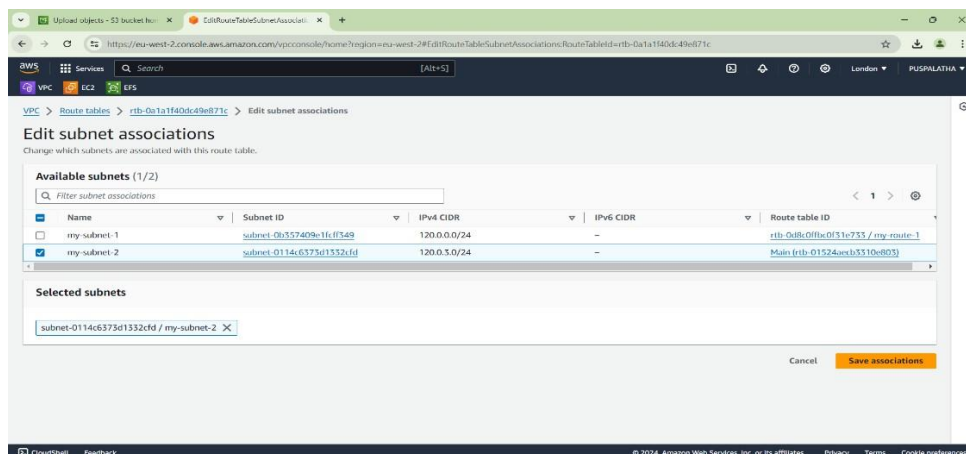 Upload objects - S3 bucket hun
EditRouteTableSubnetAssociati
https://eu-west-2.console.aws.amazon.com/vpcconsole/home?region=eu-west-2#EditRouteTableSubnetAssociations:RouteTableId=rtb-0a1a1f40dc49e871c
aws Services Search [Alt+S] London PUSPALATHA
VPC EC2 EFS
VPC > Route tables > rtb-0a1a1f40dc49e871c > Edit subnet associations
Edit subnet associations
Change which subnets are associated with this route table.
Available subnets (1/2)
Filter subnet associations < 1 >
Name Subnet ID IPv4 CIDR IPv6 CIDR Route table ID
my-subnet-1 subnet-0b357409e1fcff349 120.0.0.0/24 – rtb-0d8c0ffbc0f31e733 / my-route-1
my-subnet-2 subnet-0114c6373d1332cfd 120.0.3.0/24 – Main (rtb-01524aecb3310e803)
Selected subnets
subnet-0114c6373d1332cfd / my-subnet-2 X
Cancel Save associations
CloudShell Feedback © 2024, Amazon Web Services, Inc. or its affiliates. Privacy Terms Cookie preferences